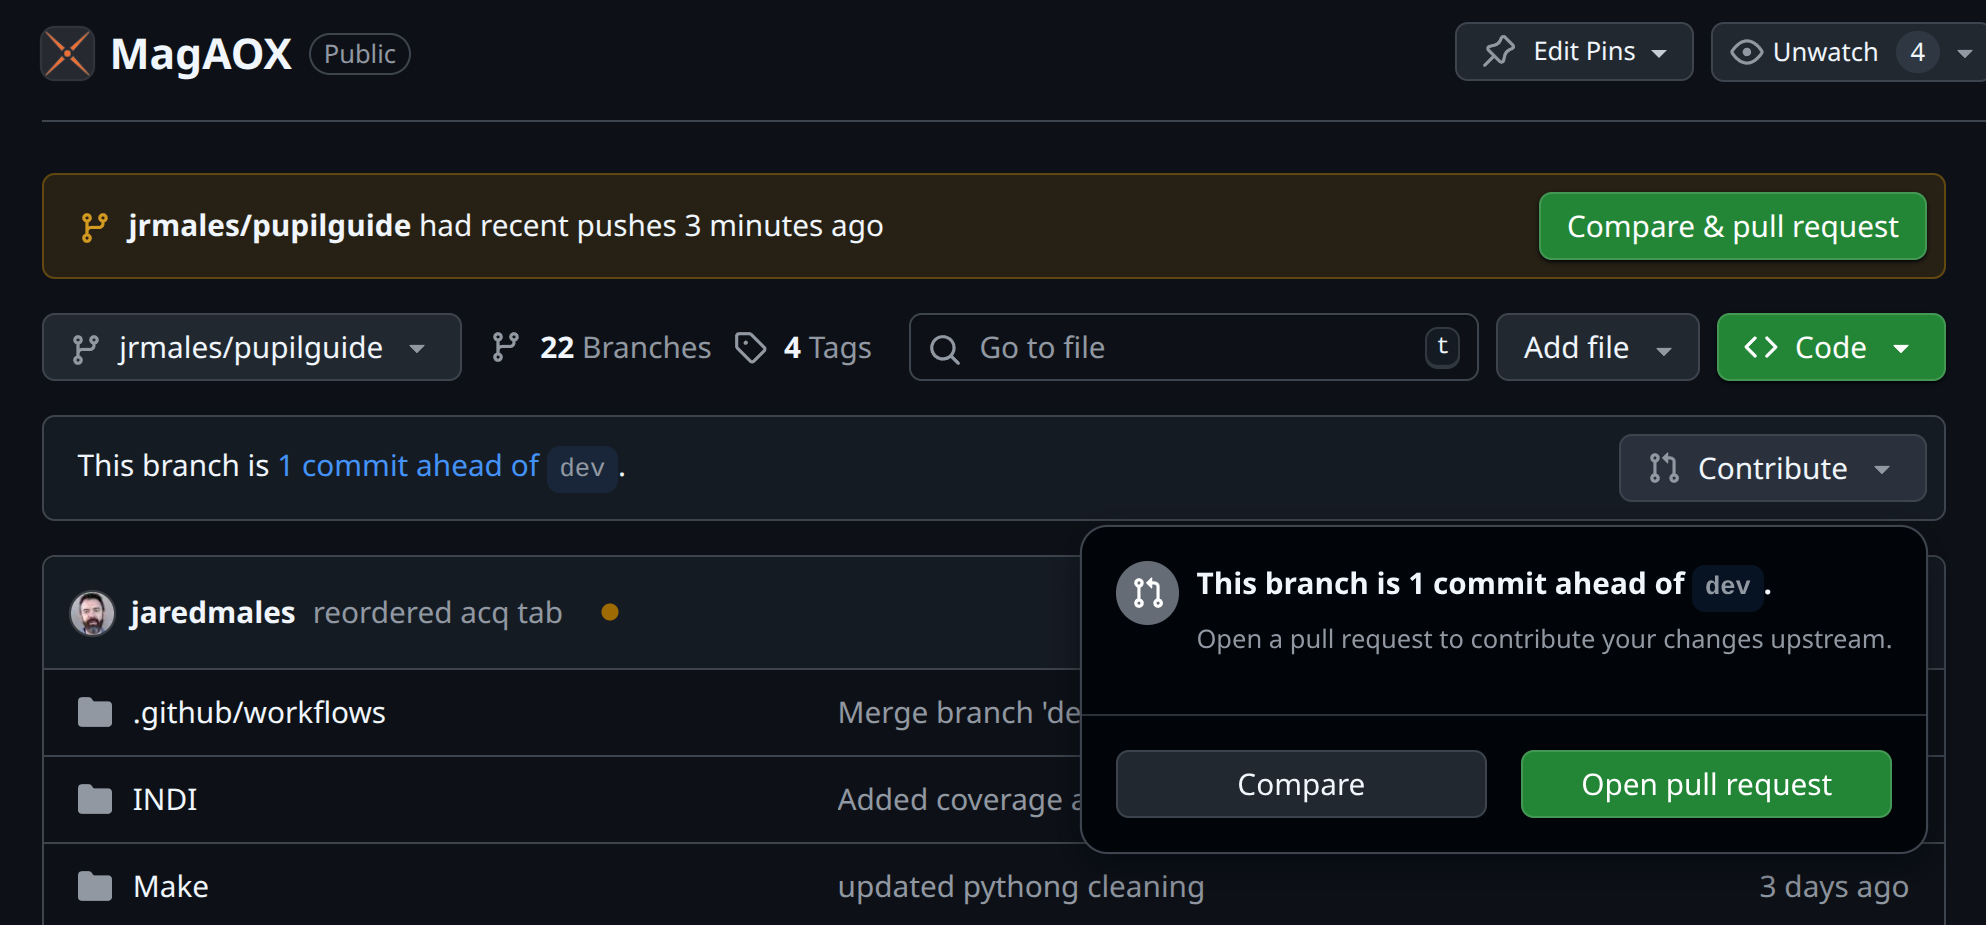 MagAOX Public Edit Pins Unwatch 4
jrmales/pupilguide had recent pushes 3 minutes ago Compare & pull request
jrmales/pupilguide 22 Branches 4 Tags Go to file t Add file Code
This branch is 1 commit ahead of dev . Contribute
jaredmales reordered acq tab
This branch is 1 commit ahead of dev .
Open a pull request to contribute your changes upstream.
.github/workflows Merge branch 'de
INDI Added coverage
Compare Open pull request
Make updated pythong cleaning 3 days ago